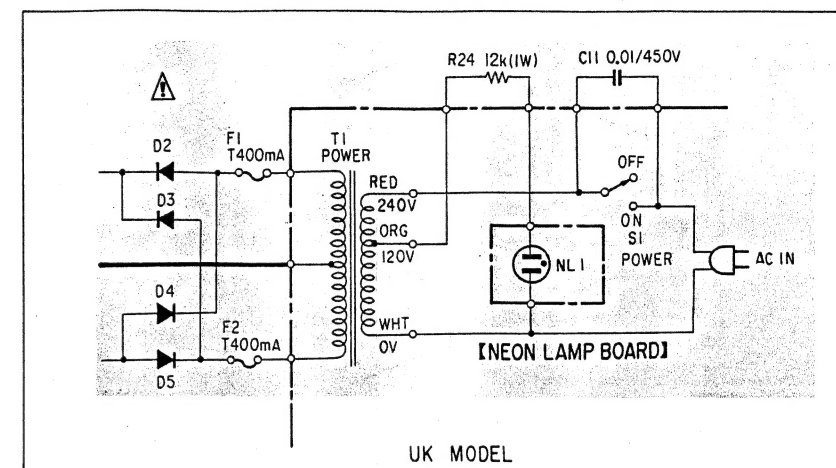 R24 12k(1W)
C11 0.01/450V
D2
F1
T400mA
T1
POWER
OFF
D3
RED
240V
ORG
120V
ON
S1
POWER
NL1
AC IN
D4
F2
T400mA
WHT
0V
D5
【NEON LAMP BOARD】
UK MODEL